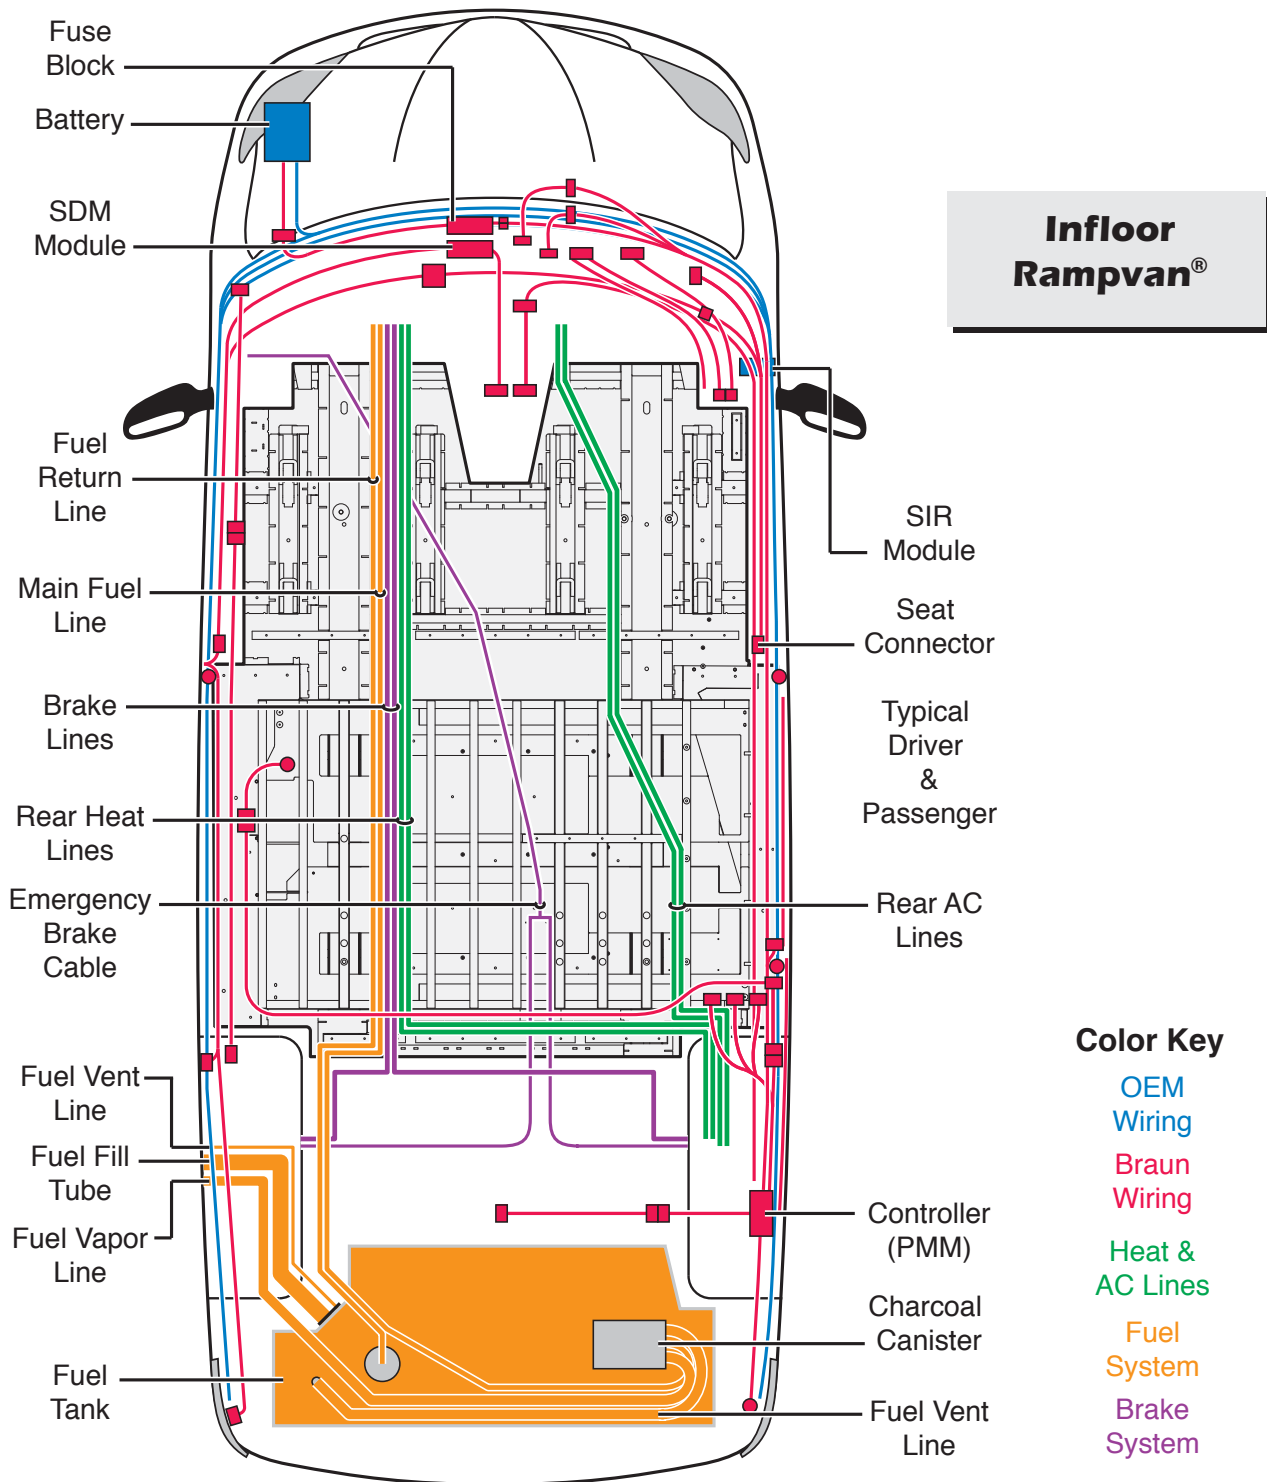 Fuse
Block
Battery
SDM
Module
Infloor
Rampvan®
Fuel
Return
Line
Main Fuel
Line
Brake
Lines
Rear Heat
Lines
Emergency
Brake
Cable
Fuel Vent
Line
Fuel Fill
Tube
Fuel Vapor
Line
Fuel
Tank
SIR
Module
Seat
Connector
Typical
Driver
&
Passenger
Rear AC
Lines
Controller
(PMM)
Charcoal
Canister
Fuel Vent
Line
Color Key
OEM
Wiring
Braun
Wiring
Heat &
AC Lines
Fuel
System
Brake
System